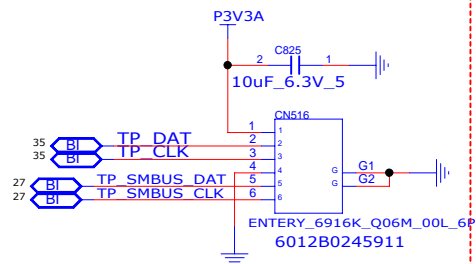 P3V3A
C825
2 1
10uF_6.3V_5
CN516
1 1
35 BI TP_DAT 2 2
35 BI TP_CLK 3 3 G G1
4 4 G G2
27 BI TP_SMBUS_DAT 5 5
27 BI TP_SMBUS_CLK 6 6
ENTERY_6916K_Q06M_00L_6P
6012B0245911